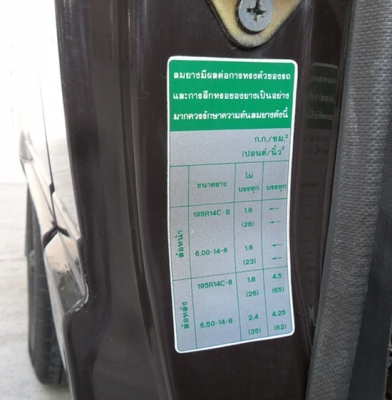 ลมยางมีผลต่อการทรงตัวของรถ
และการสึกหรอของยางเป็นอย่าง
มากควรรักษาความดันลมยางดังนี้
ก.ก./ซม.²
(ปอนด์/นิ้ว²)
ขนาดยาง ไม่บรรทุก บรรทุก
ล้อหน้า 195R14C-8 1.8 (26) ← ←
6.00-14-6 1.6 (23) ← ←
ล้อหลัง 195R14C-8 1.8 (26) 4.5 (65)
6.50-14-8 2.4 (35) 4.25 (62)